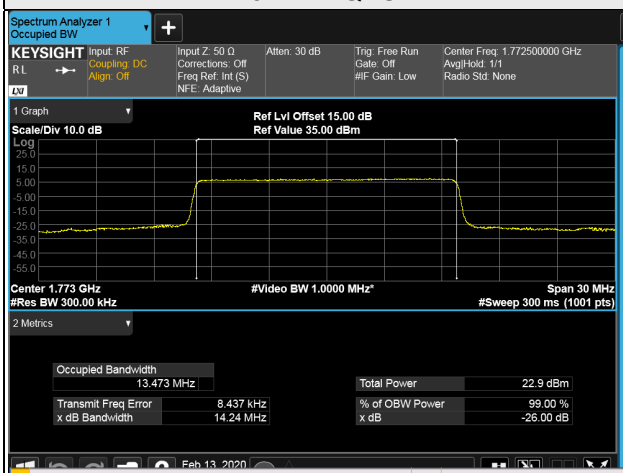 Spectrum Analyzer 1
Occupied BW
+
KEYSIGHT Input: RF Input Z: 50 Ω Atten: 30 dB Trig: Free Run Center Freq: 1.772500000 GHz
RL Coupling: DC Corrections: Off Gate: Off Avg|Hold: 1/1
Align: Off Freq Ref: Int (S) #IF Gain: Low Radio Std: None
LXI NFE: Adaptive
1 Graph
Ref Lvl Offset 15.00 dB
Scale/Div 10.0 dB Ref Value 35.00 dBm
Log
25.0
15.0
5.00
-5.00
-15.0
-25.0
-35.0
-45.0
-55.0
Center 1.773 GHz #Video BW 1.0000 MHz* Span 30 MHz
#Res BW 300.00 kHz #Sweep 300 ms (1001 pts)
2 Metrics
Occupied Bandwidth
13.473 MHz Total Power 22.9 dBm
Transmit Freq Error 8.437 kHz % of OBW Power 99.00 %
x dB Bandwidth 14.24 MHz x dB -26.00 dB
Feb 13, 2020